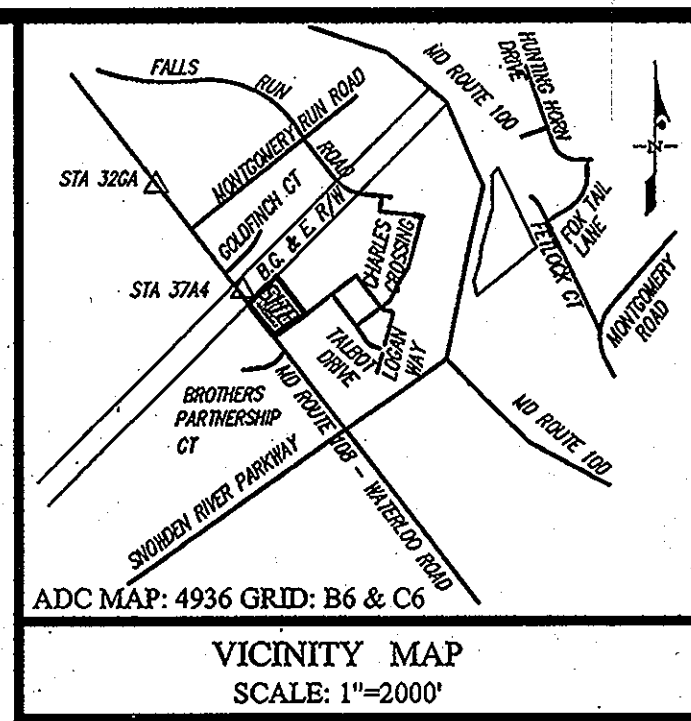 FALLS
RUN
ROAD
MD ROUTE 100
HUNTING HORN
DRIVE
MONTGOMERY RUN ROAD
STA 32GA
GOLDFINCH CT
B.G. & E. R/W
N
FOX TAIL
LANE
FETLOCK CT
MONTGOMERY
ROAD
CHARLES
CROSSING
STA 37A4
SITE
TALBOT
DRIVE
LOGAN
WAY
BROTHERS
PARTNERSHIP
CT
MD ROUTE 108 - WATERLOO ROAD
MD ROUTE 100
SNOWDEN RIVER PARKWAY
ADC MAP: 4936 GRID: B6 & C6
VICINITY MAP
SCALE: 1"=2000'